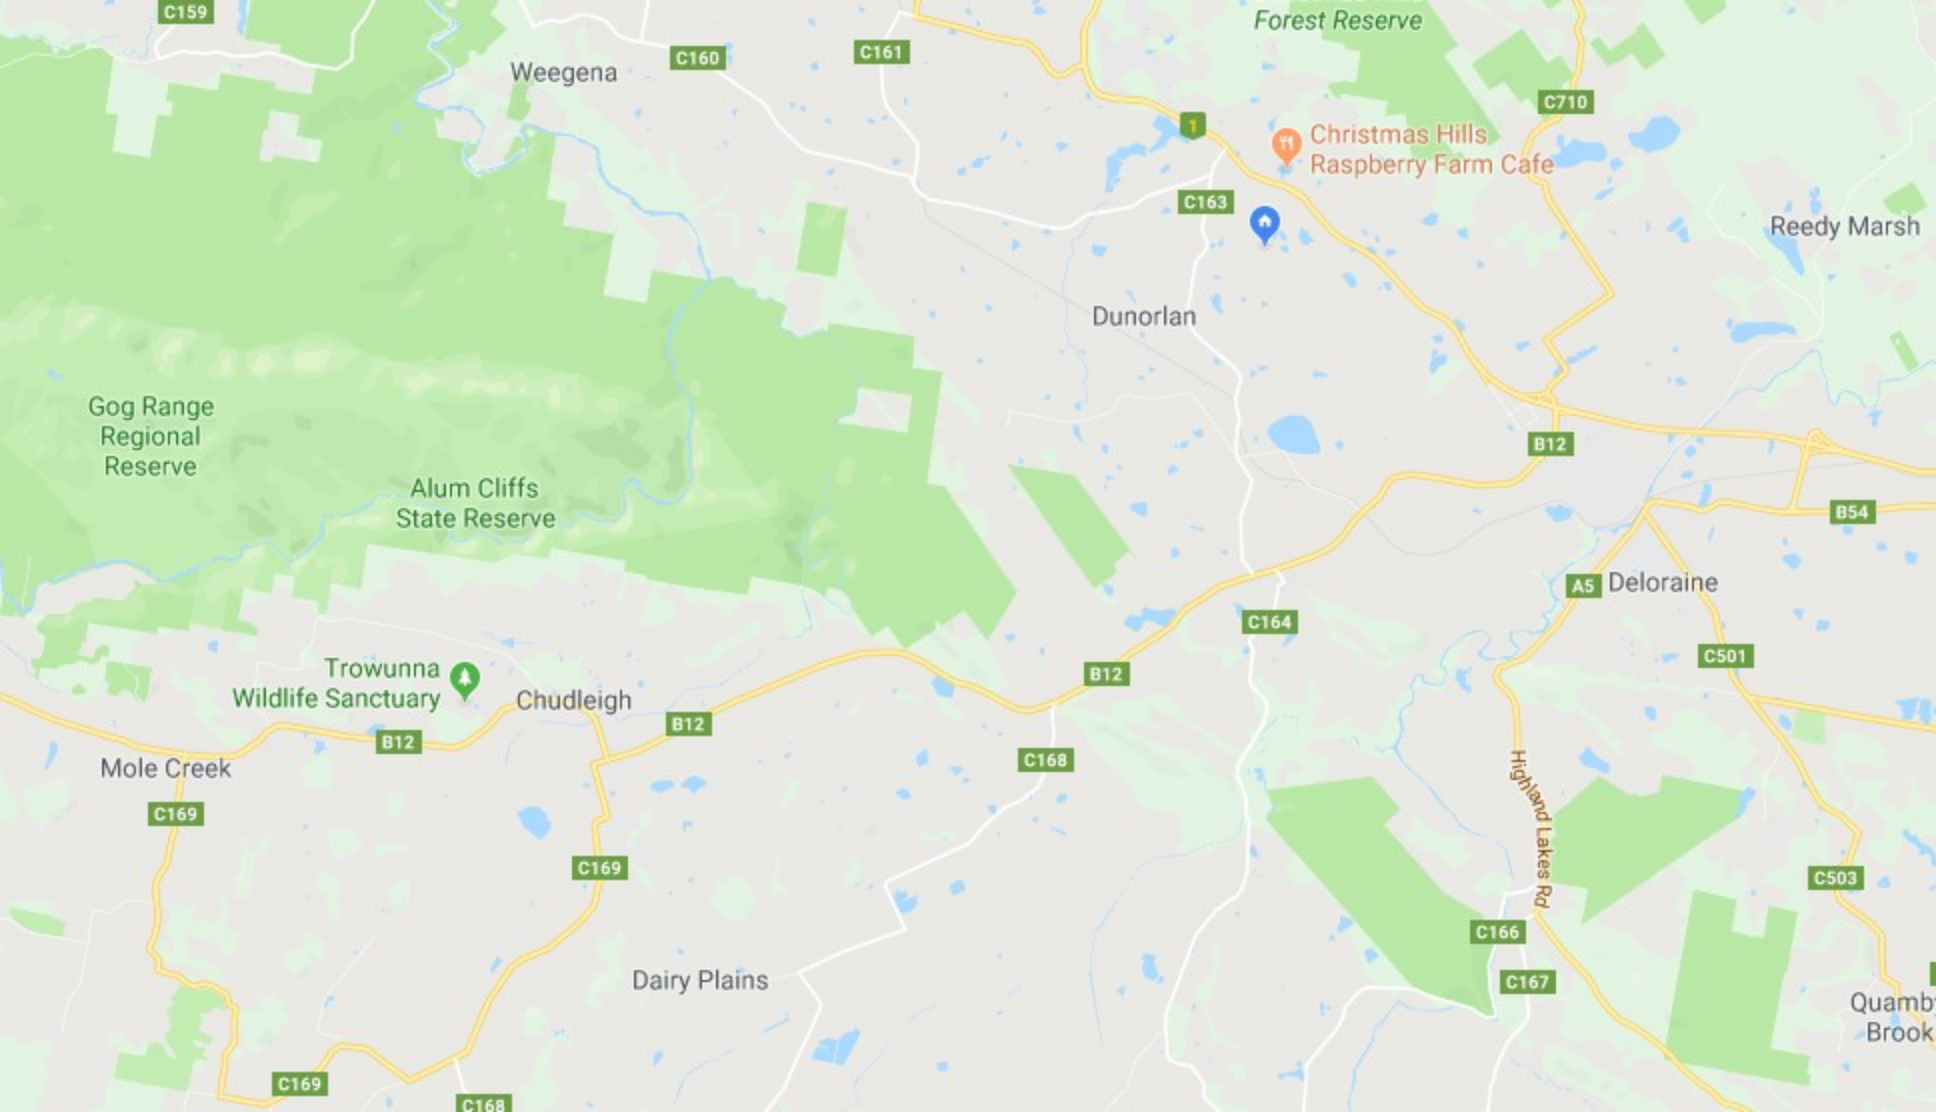 C159
Forest Reserve
Weegena
C160
C161
C710
1
Christmas Hills
Raspberry Farm Cafe
C163
Reedy Marsh
Dunorlan
Gog Range
Regional
Reserve
B12
Alum Cliffs
State Reserve
B54
A5
Deloraine
C164
C501
Trowunna
Wildlife Sanctuary
Chudleigh
B12
B12
B12
Mole Creek
C168
C169
Highland Lakes Rd
C169
C503
C166
Dairy Plains
C167
Quamby
Brook
C169
C168